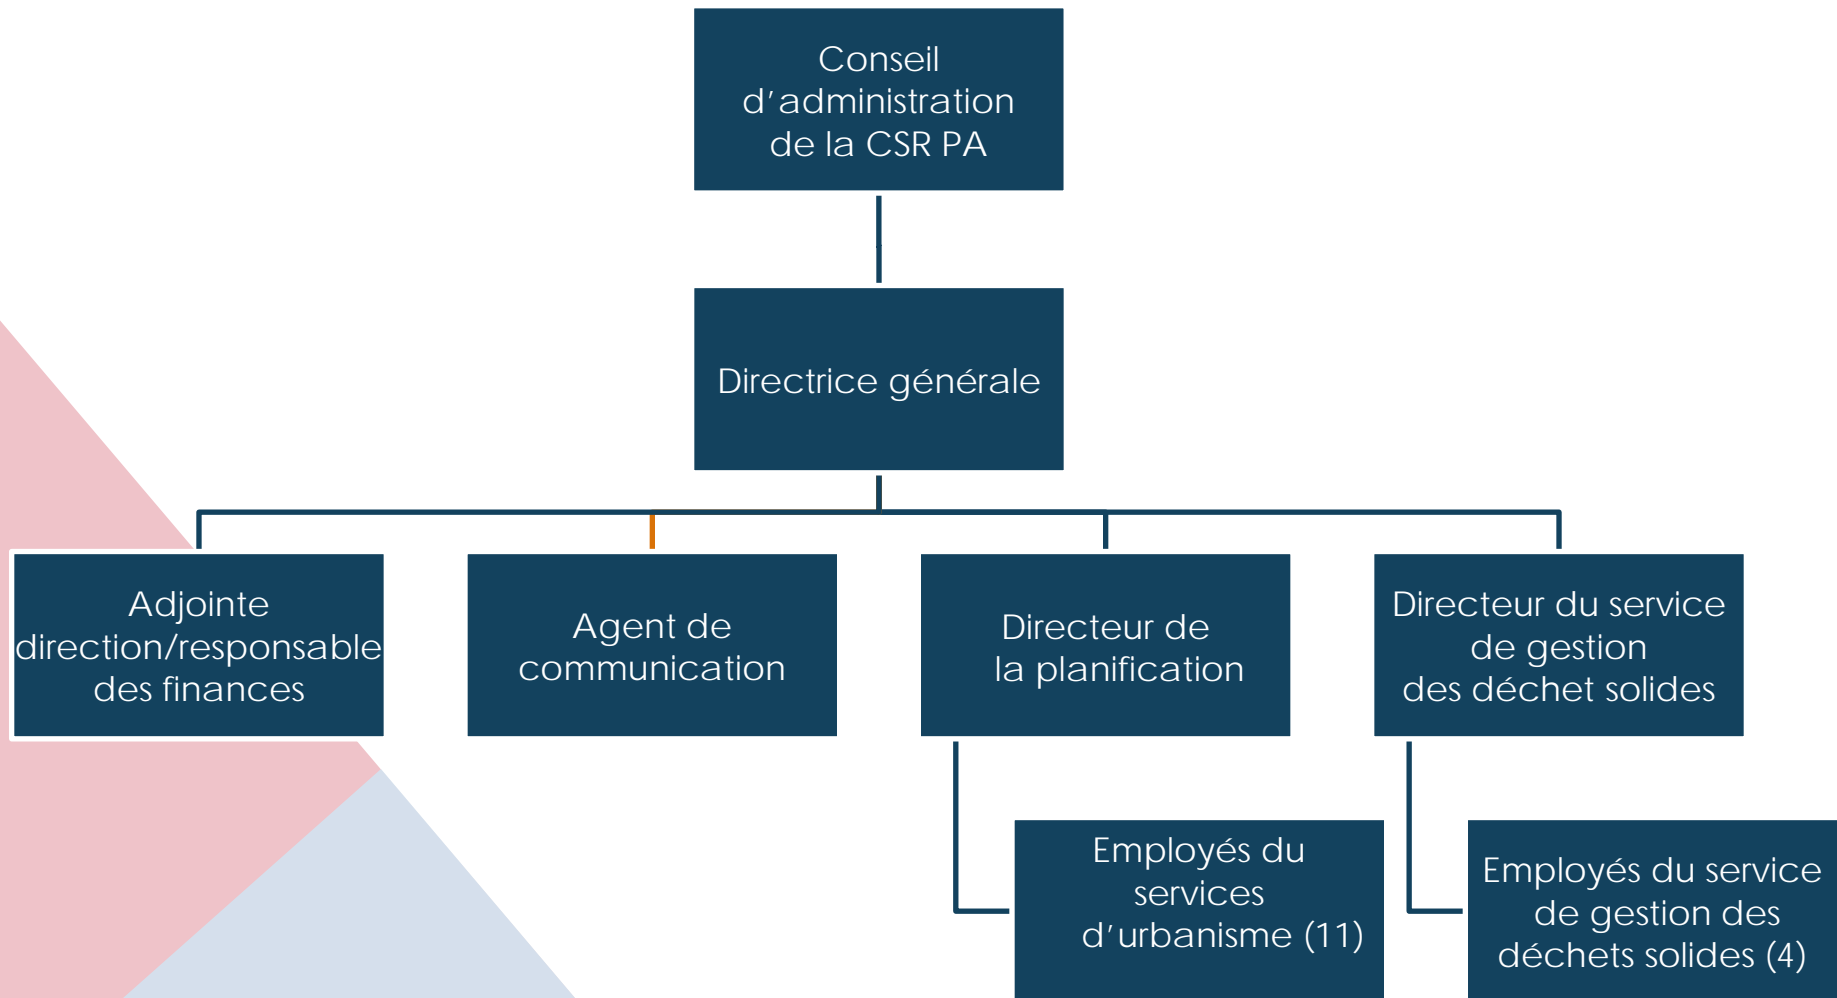 Conseil
d'administration
de la CSR PA
Directrice générale
Adjointe
direction/responsable
des finances
Agent de
communication
Directeur de
la planification
Directeur du service
de gestion
des déchet solides
Employés du
services
d'urbanisme (11)
Employés du service
de gestion des
déchets solides (4)